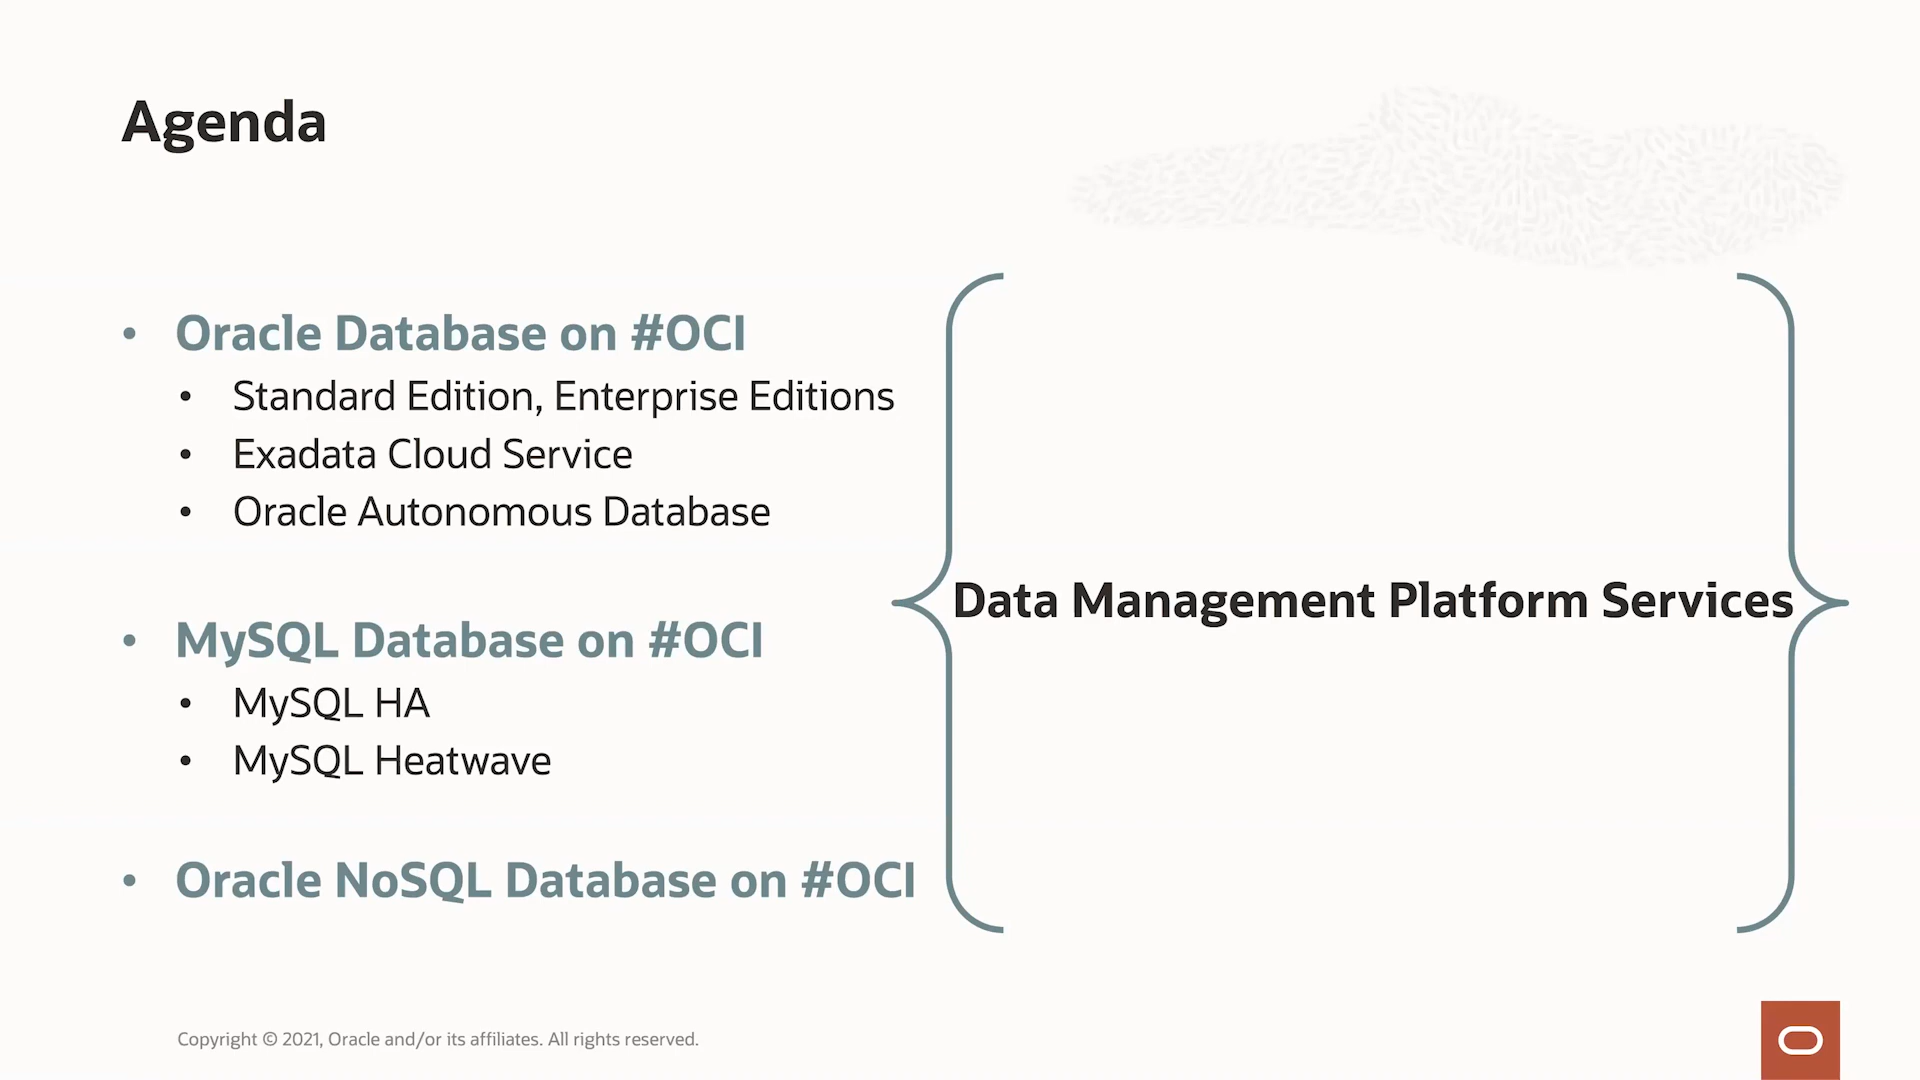 Agenda
• Oracle Database on #OCI
• Standard Edition, Enterprise Editions
• Exadata Cloud Service
• Oracle Autonomous Database
• MySQL Database on #OCI
• MySQL HA
• MySQL Heatwave
• Oracle NoSQL Database on #OCI
Data Management Platform Services
Copyright © 2021, Oracle and/or its affiliates. All rights reserved.